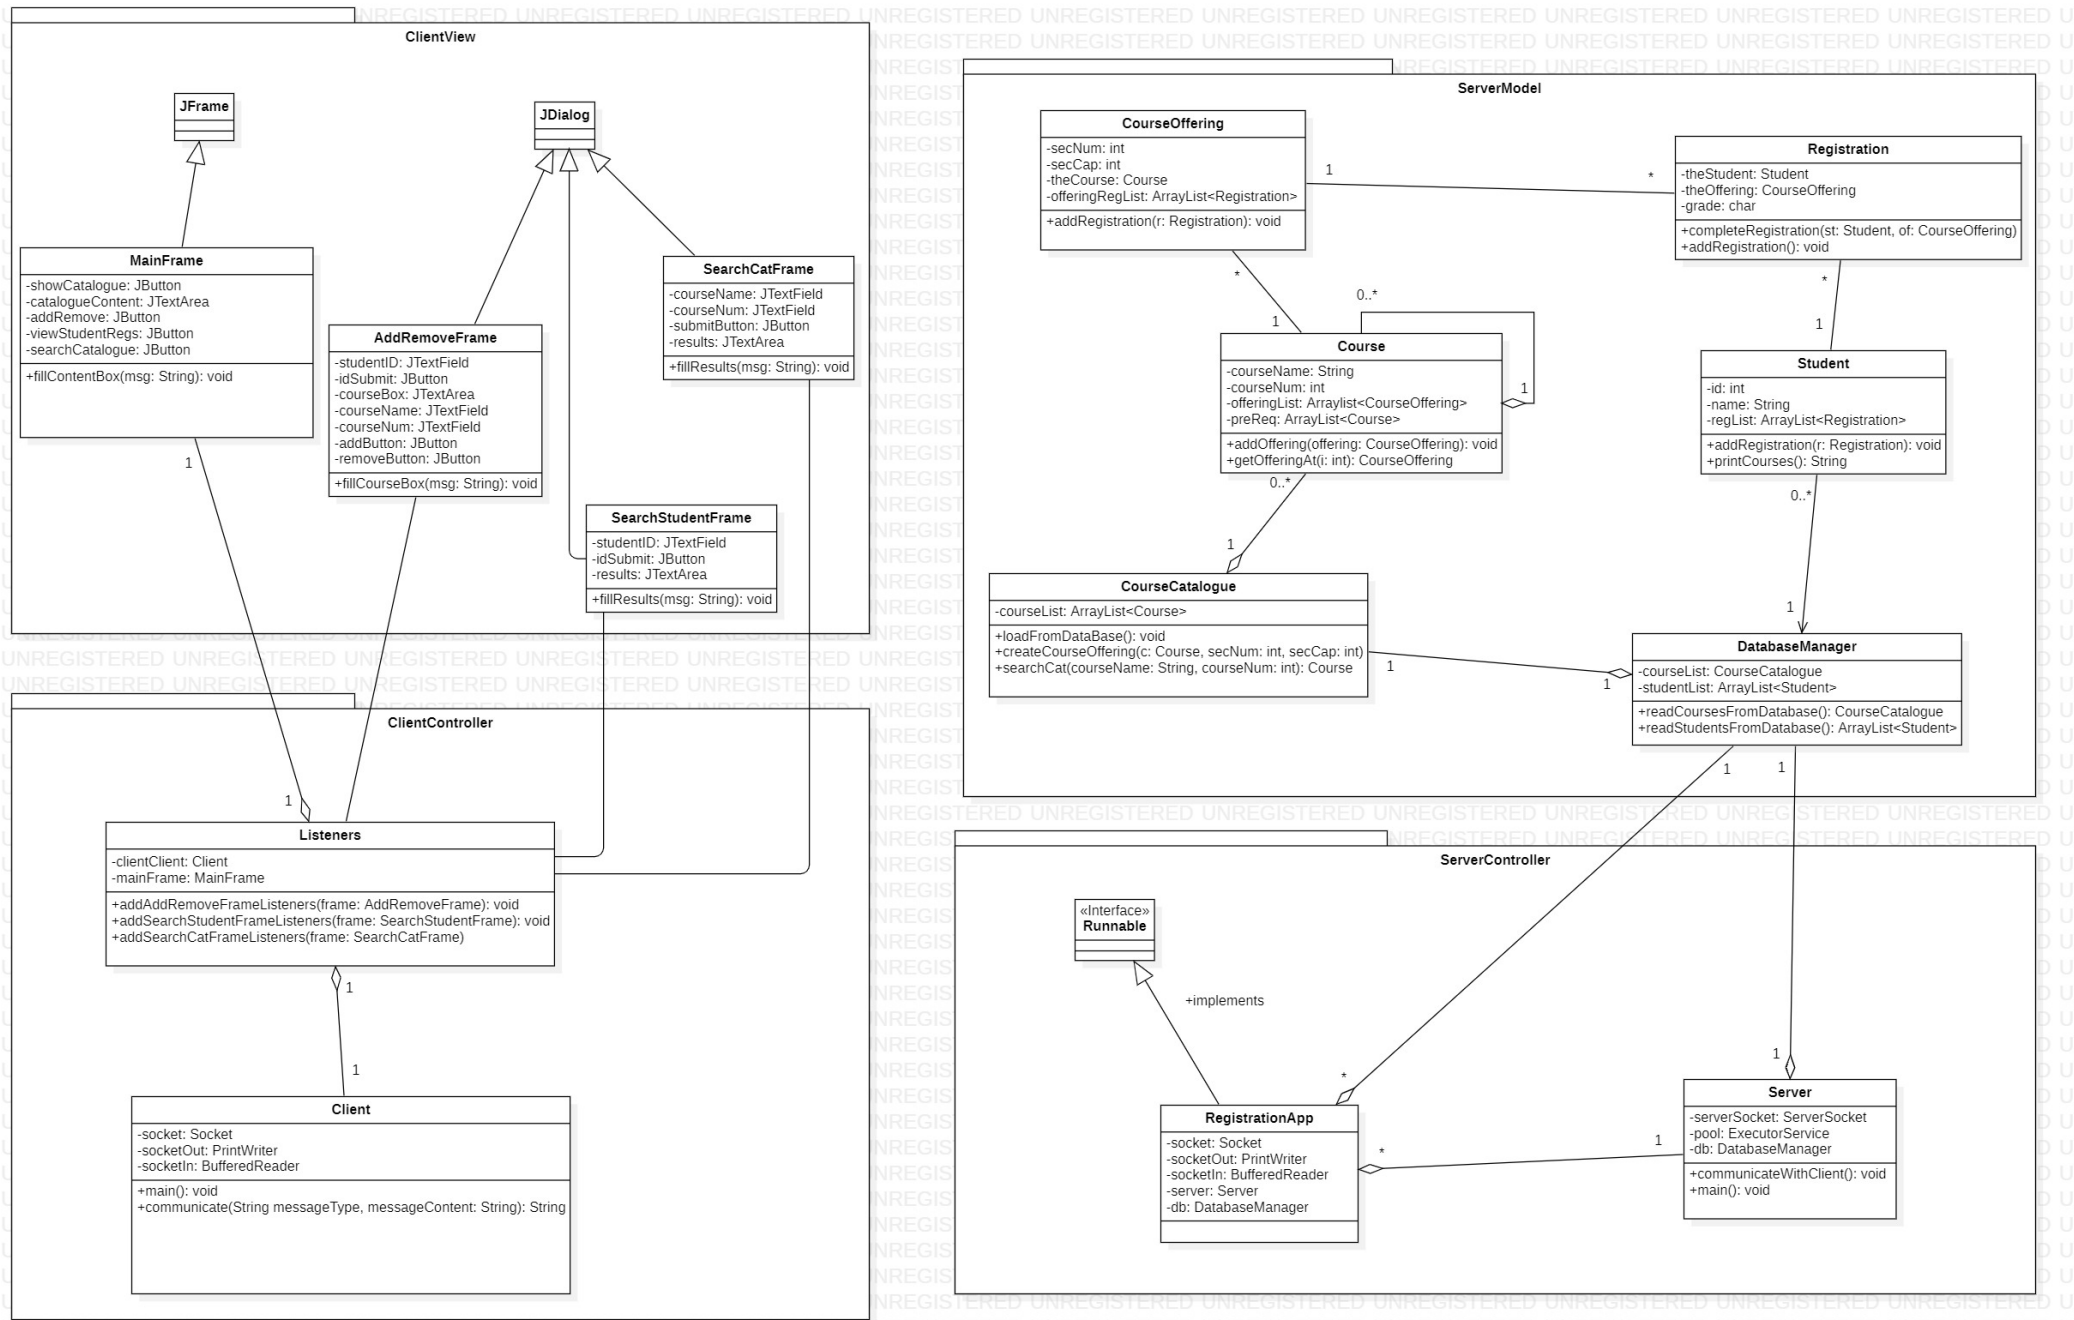 ClientView
JFrame
JDialog
MainFrame
-showCatalogue: JButton
-catalogueContent: JTextArea
-addRemove: JButton
-viewStudentRegs: JButton
-searchCatalogue: JButton
+fillContentBox(msg: String): void
1
AddRemoveFrame
-studentID: JTextField
-idSubmit: JButton
-courseBox: JTextArea
-courseName: JTextField
-courseNum: JTextField
-addButton: JButton
-removeButton: JButton
+fillCourseBox(msg: String): void
SearchCatFrame
-courseName: JTextField
-courseNum: JTextField
-submitButton: JButton
-results: JTextArea
+fillResults(msg: String): void
SearchStudentFrame
-studentID: JTextField
-idSubmit: JButton
-results: JTextArea
+fillResults(msg: String): void
ClientController
1
Listeners
-clientClient: Client
-mainFrame: MainFrame
+addAddRemoveFrameListeners(frame: AddRemoveFrame): void
+addSearchStudentFrameListeners(frame: SearchStudentFrame): void
+addSearchCatFrameListeners(frame: SearchCatFrame)
1
1
Client
-socket: Socket
-socketOut: PrintWriter
-socketIn: BufferedReader
+main(): void
+communicate(String messageType, messageContent: String): String
ServerModel
CourseOffering
-secNum: int
-secCap: int
-theCourse: Course
-offeringRegList: ArrayList<Registration>
+addRegistration(r: Registration): void
1
*
Registration
-theStudent: Student
-theOffering: CourseOffering
-grade: char
+completeRegistration(st: Student, of: CourseOffering)
+addRegistration(): void
*
1
*
1
0..*
1
Course
-courseName: String
-courseNum: int
-offeringList: Arraylist<CourseOffering>
-preReq: ArrayList<Course>
+addOffering(offering: CourseOffering): void
+getOfferingAt(i: int): CourseOffering
Student
-id: int
-name: String
-regList: ArrayList<Registration>
+addRegistration(r: Registration): void
+printCourses(): String
0..*
1
0..*
1
CourseCatalogue
-courseList: ArrayList<Course>
+loadFromDataBase(): void
+createCourseOffering(c: Course, secNum: int, secCap: int)
+searchCat(courseName: String, courseNum: int): Course
1
1
DatabaseManager
-courseList: CourseCatalogue
-studentList: ArrayList<Student>
+readCoursesFromDatabase(): CourseCatalogue
+readStudentsFromDatabase(): ArrayList<Student>
1
1
ServerController
«Interface»
Runnable
+implements
*
1
RegistrationApp
-socket: Socket
-socketOut: PrintWriter
-socketIn: BufferedReader
-server: Server
-db: DatabaseManager
*
1
Server
-serverSocket: ServerSocket
-pool: ExecutorService
-db: DatabaseManager
+communicateWithClient(): void
+main(): void
UNREGISTERED